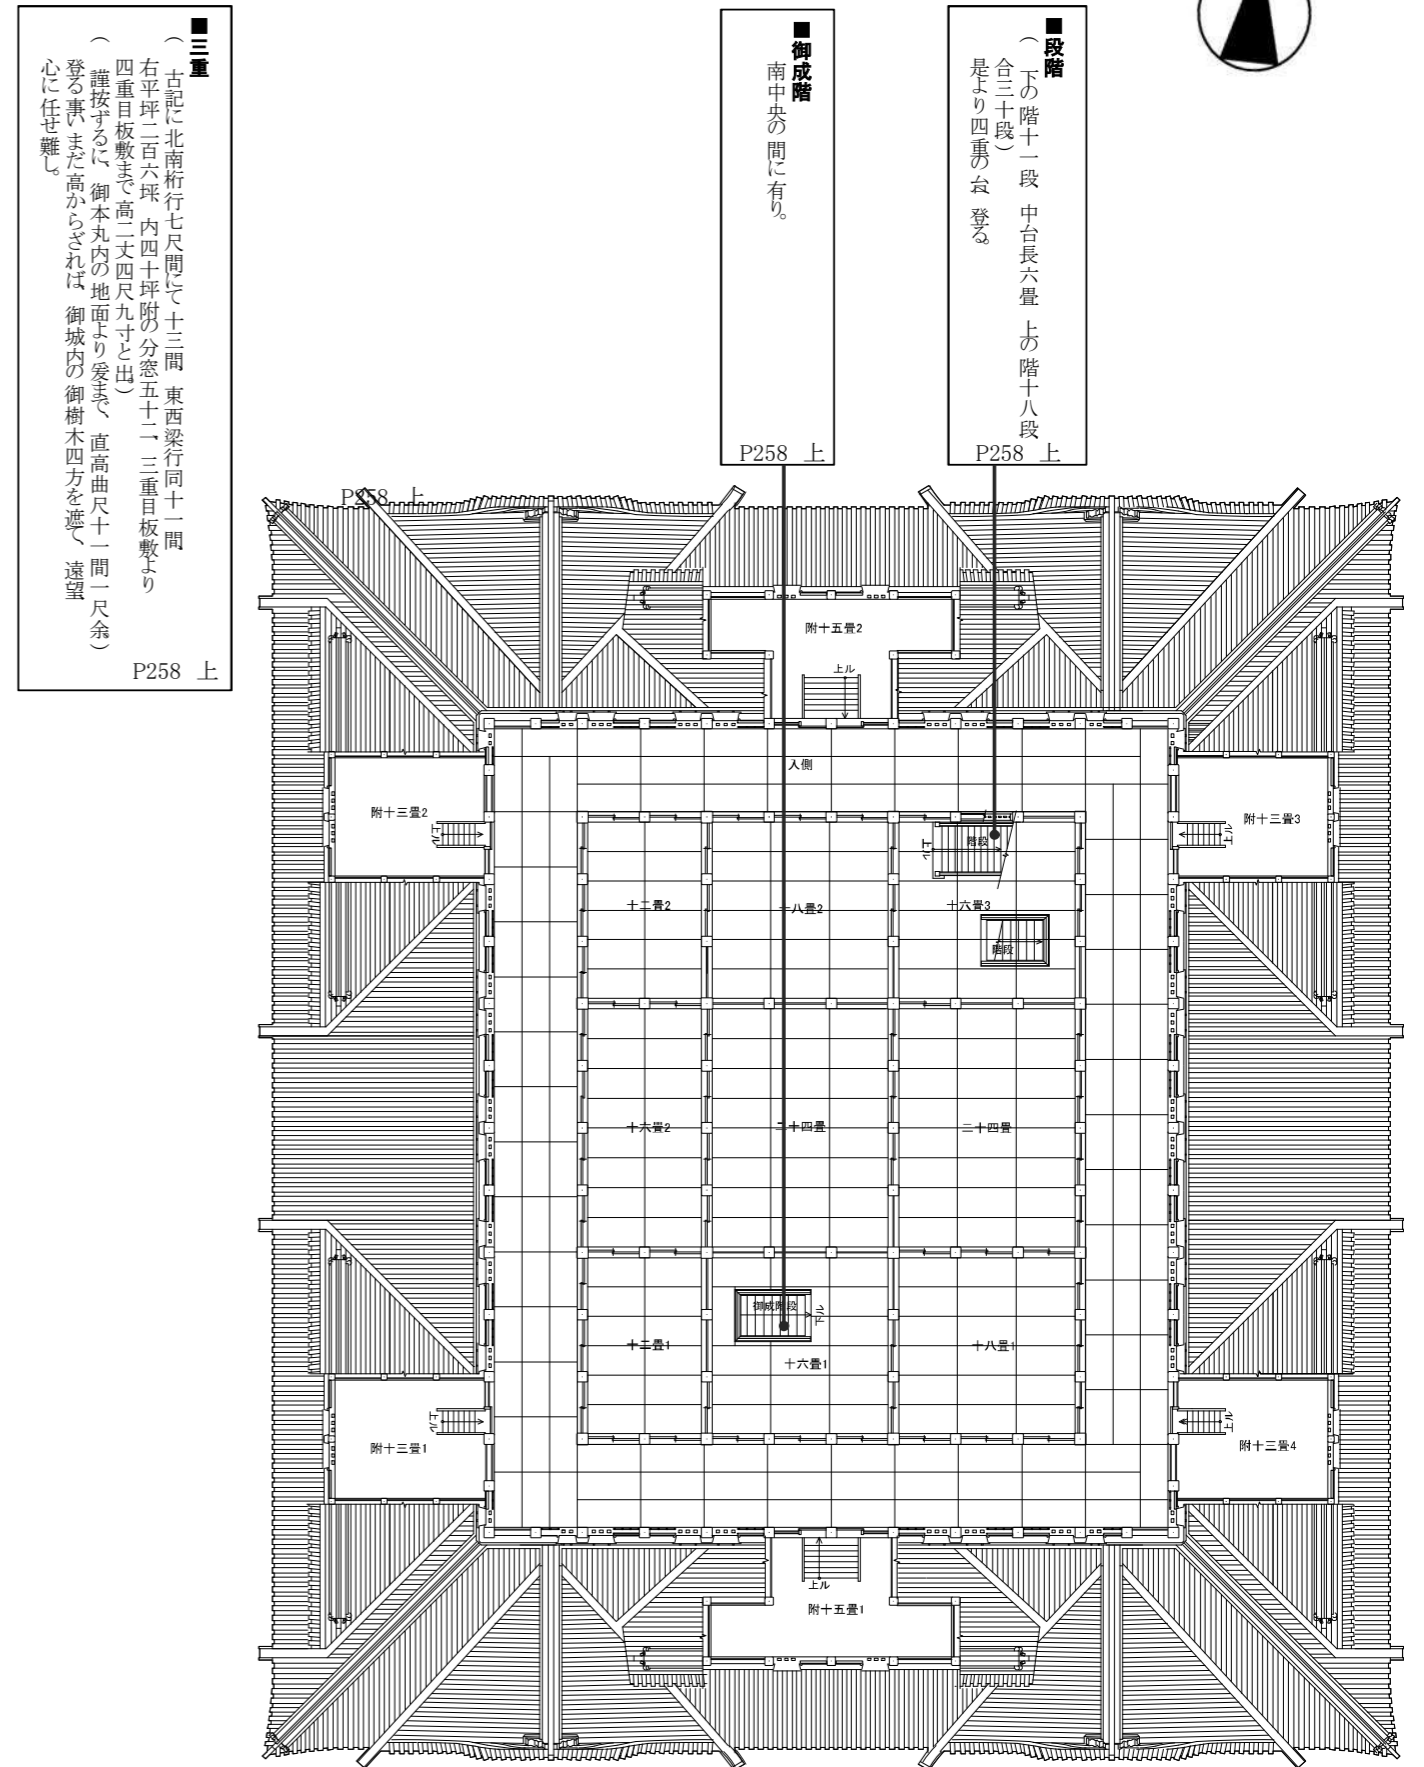 ■段階
（　下の階十一段、中台長六畳、上の階十八段、
合三十段）
是より四重の台、登る。
P258　上
■御成階
南中央の間に有り。
P258　上
■三重
（　古記に北南桁行七尺間にて十三間、東西梁行同十一間、
右平坪二百六坪、内四十坪附の分窓五十二、三重目板敷より
四重目板敷まで高二丈四尺九寸と出。）
（　謹按ずるに、御本丸内の地面より爰まで、直高曲尺十一間一尺余。）
登る事いまだ高からざれば、御城内の御樹木四方を遮て、遠望
心に任せ難し。
P258　上
P258　上
附十五畳2
上ル
入側
附十三畳2
上ル
附十三畳3
上ル
階段
上ル
十二畳2
十八畳2
十六畳3
階段
十六畳2
二十四畳
二十四畳
御成階段
下ル
十二畳1
十六畳1
十八畳1
附十三畳1
上ル
附十三畳4
上ル
上ル
附十五畳1